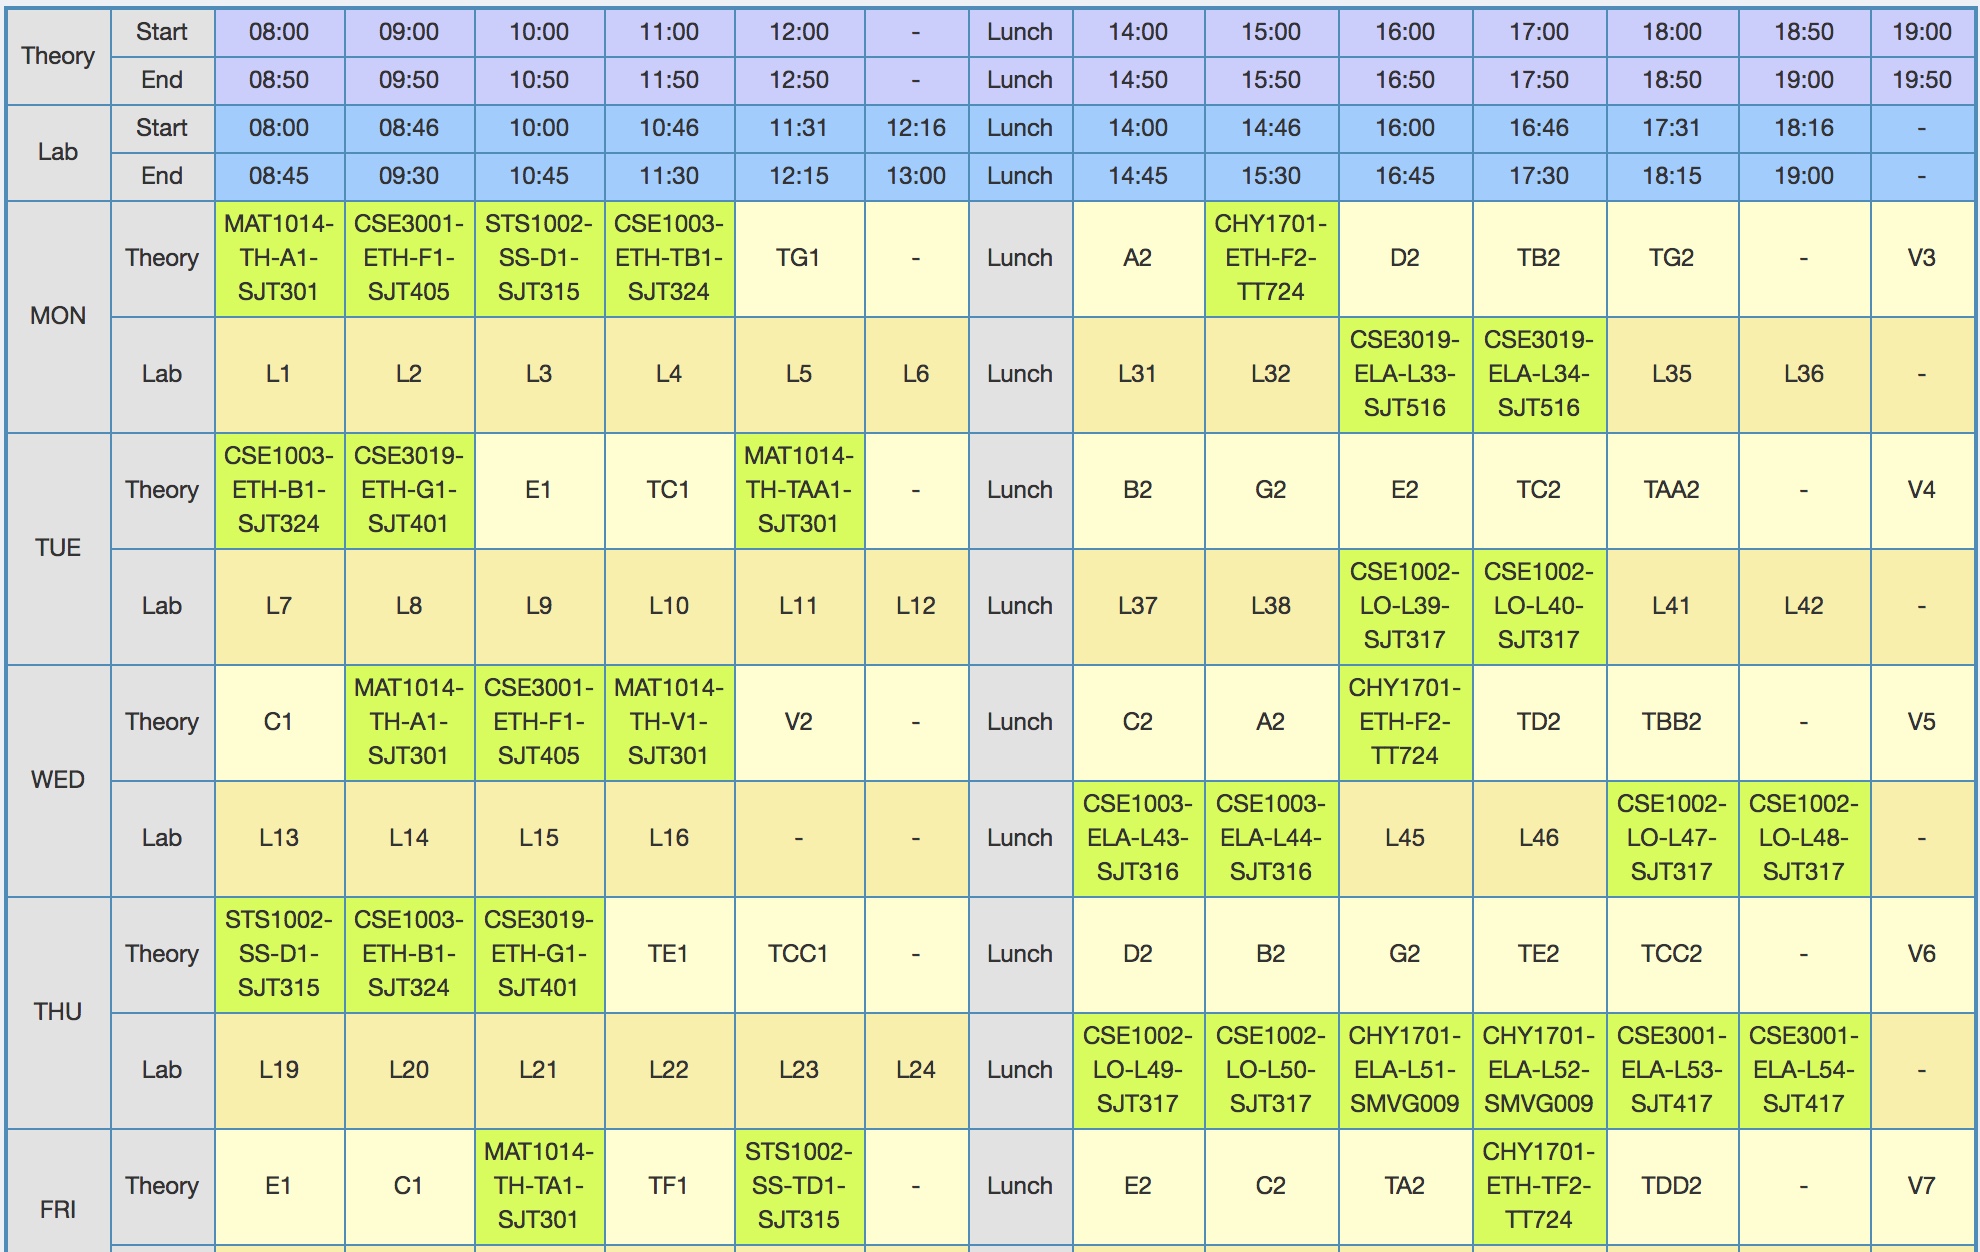 Theory Start 08:00 09:00 10:00 11:00 12:00 - Lunch 14:00 15:00 16:00 17:00 18:00 18:50 19:00
End 08:50 09:50 10:50 11:50 12:50 - Lunch 14:50 15:50 16:50 17:50 18:50 19:00 19:50
Lab Start 08:00 08:46 10:00 10:46 11:31 12:16 Lunch 14:00 14:46 16:00 16:46 17:31 18:16 -
End 08:45 09:30 10:45 11:30 12:15 13:00 Lunch 14:45 15:30 16:45 17:30 18:15 19:00 -
MON Theory MAT1014-TH-A1-SJT301 CSE3001-ETH-F1-SJT405 STS1002-SS-D1-SJT315 CSE1003-ETH-TB1-SJT324 TG1 - Lunch A2 CHY1701-ETH-F2-TT724 D2 TB2 TG2 - V3
Lab L1 L2 L3 L4 L5 L6 Lunch L31 L32 CSE3019-ELA-L33-SJT516 CSE3019-ELA-L34-SJT516 L35 L36 -
TUE Theory CSE1003-ETH-B1-SJT324 CSE3019-ETH-G1-SJT401 E1 TC1 MAT1014-TH-TAA1-SJT301 - Lunch B2 G2 E2 TC2 TAA2 - V4
Lab L7 L8 L9 L10 L11 L12 Lunch L37 L38 CSE1002-LO-L39-SJT317 CSE1002-LO-L40-SJT317 L41 L42 -
WED Theory C1 MAT1014-TH-A1-SJT301 CSE3001-ETH-F1-SJT405 MAT1014-TH-V1-SJT301 V2 - Lunch C2 A2 CHY1701-ETH-F2-TT724 TD2 TBB2 - V5
Lab L13 L14 L15 L16 - - Lunch CSE1003-ELA-L43-SJT316 CSE1003-ELA-L44-SJT316 L45 L46 CSE1002-LO-L47-SJT317 CSE1002-LO-L48-SJT317 -
THU Theory STS1002-SS-D1-SJT315 CSE1003-ETH-B1-SJT324 CSE3019-ETH-G1-SJT401 TE1 TCC1 - Lunch D2 B2 G2 TE2 TCC2 - V6
Lab L19 L20 L21 L22 L23 L24 Lunch CSE1002-LO-L49-SJT317 CSE1002-LO-L50-SJT317 CHY1701-ELA-L51-SMVG009 CHY1701-ELA-L52-SMVG009 CSE3001-ELA-L53-SJT417 CSE3001-ELA-L54-SJT417 -
FRI Theory E1 C1 MAT1014-TH-TA1-SJT301 TF1 STS1002-SS-TD1-SJT315 - Lunch E2 C2 TA2 CHY1701-ETH-TF2-TT724 TDD2 - V7